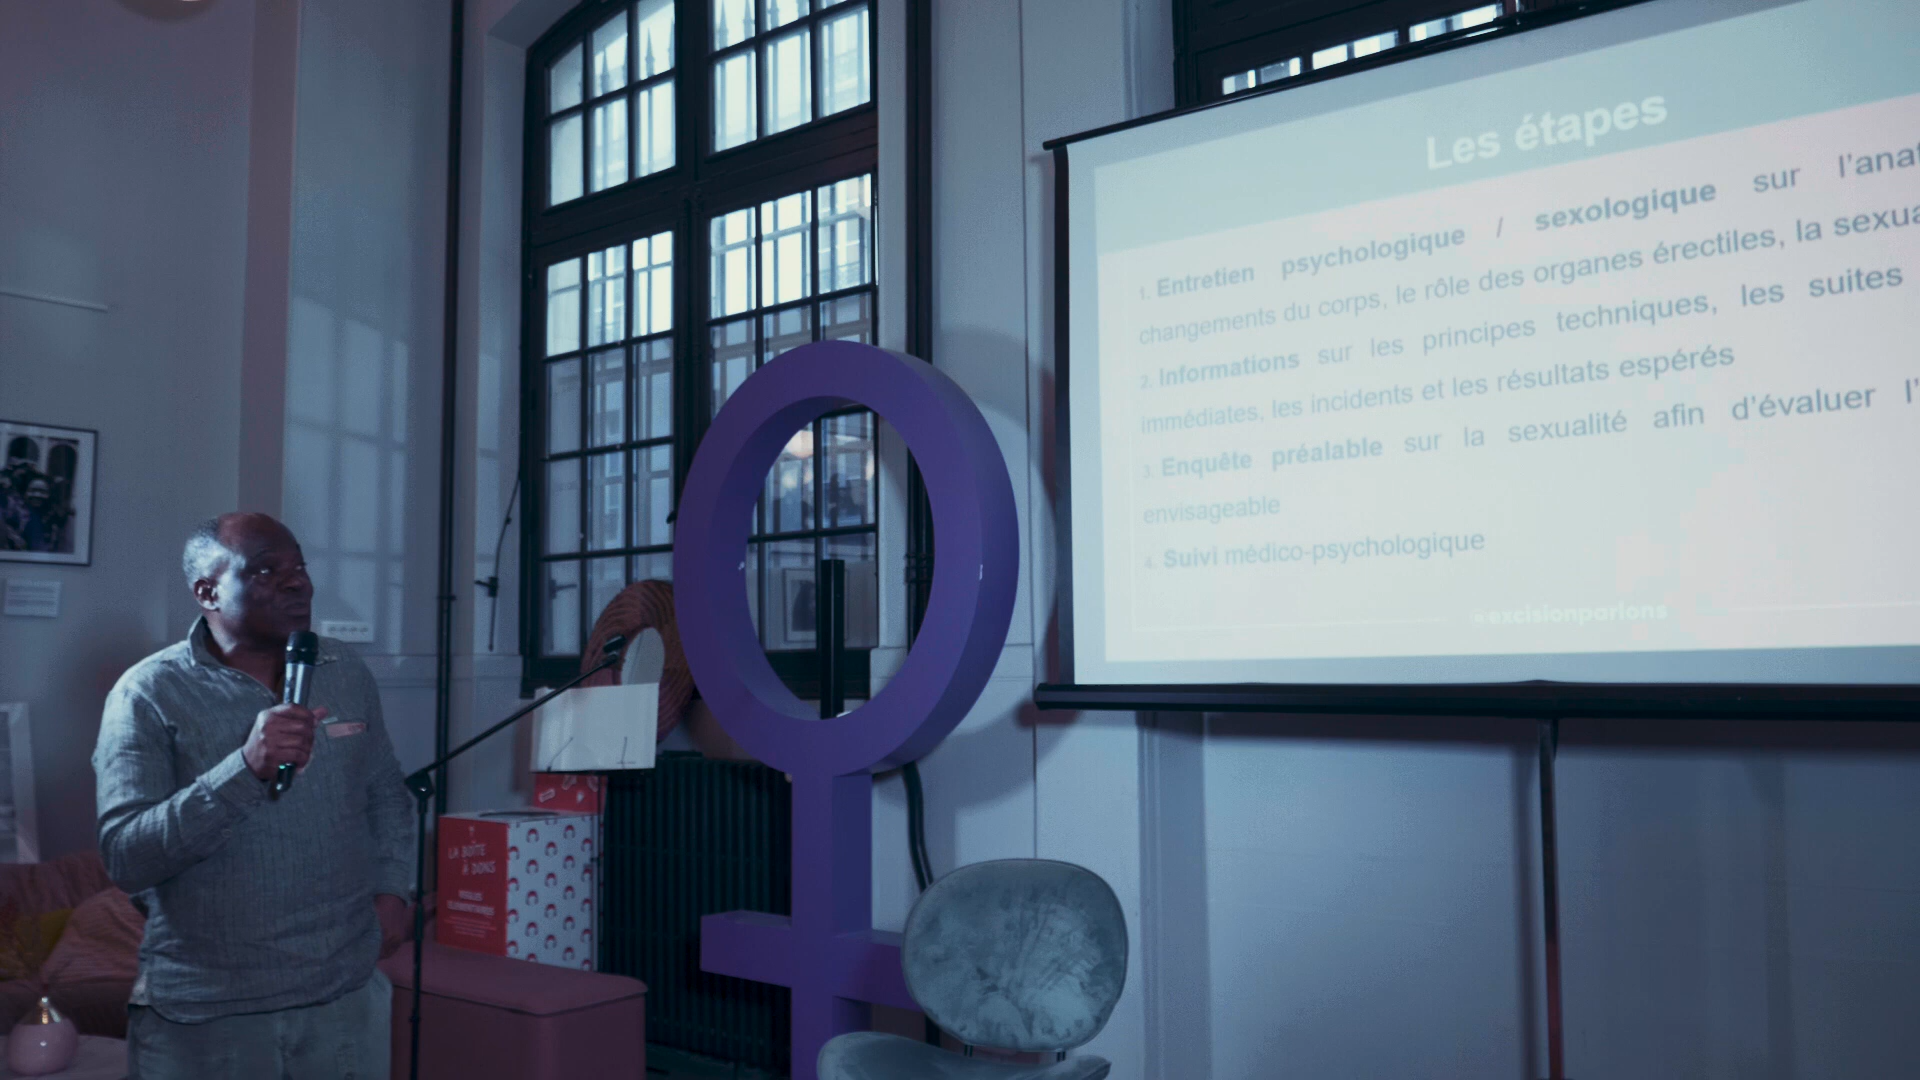 Les étapes
1. Entretien psychologique / sexologique sur l'anat
changements du corps, le rôle des organes érectiles, la sexua
2. Informations sur les principes techniques, les suites
immédiates, les incidents et les résultats espérés
3. Enquête préalable sur la sexualité afin d'évaluer l'
envisageable
4. Suivi médico-psychologique
excisionparlons
LA BOÎTE
À DONS
RÈGLES
ÉLÉMENTAIRES